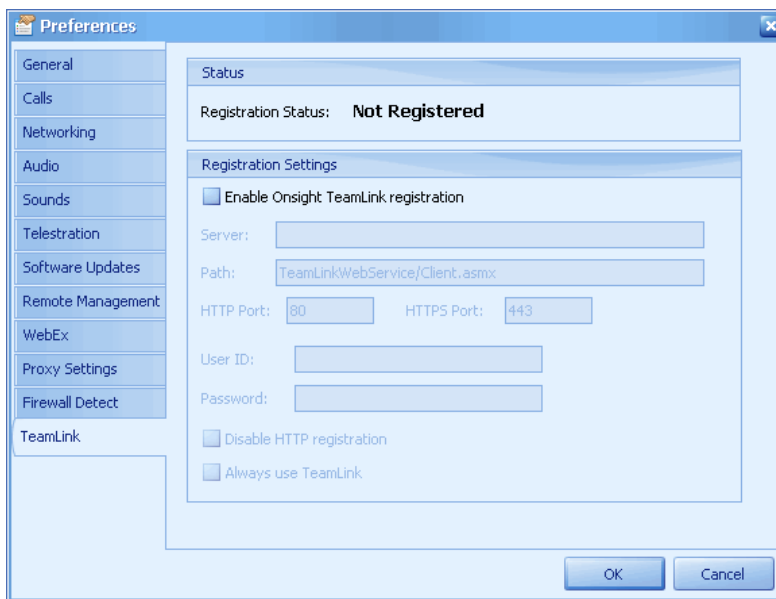 Preferences
General
Calls
Networking
Audio
Sounds
Telestration
Software Updates
Remote Management
WebEx
Proxy Settings
Firewall Detect
TeamLink
Status
Registration Status: Not Registered
Registration Settings
Enable Onsight TeamLink registration
Server:
Path: TeamLinkWebService/Client.asmx
HTTP Port: 80 HTTPS Port: 443
User ID:
Password:
Disable HTTP registration
Always use TeamLink
OK Cancel